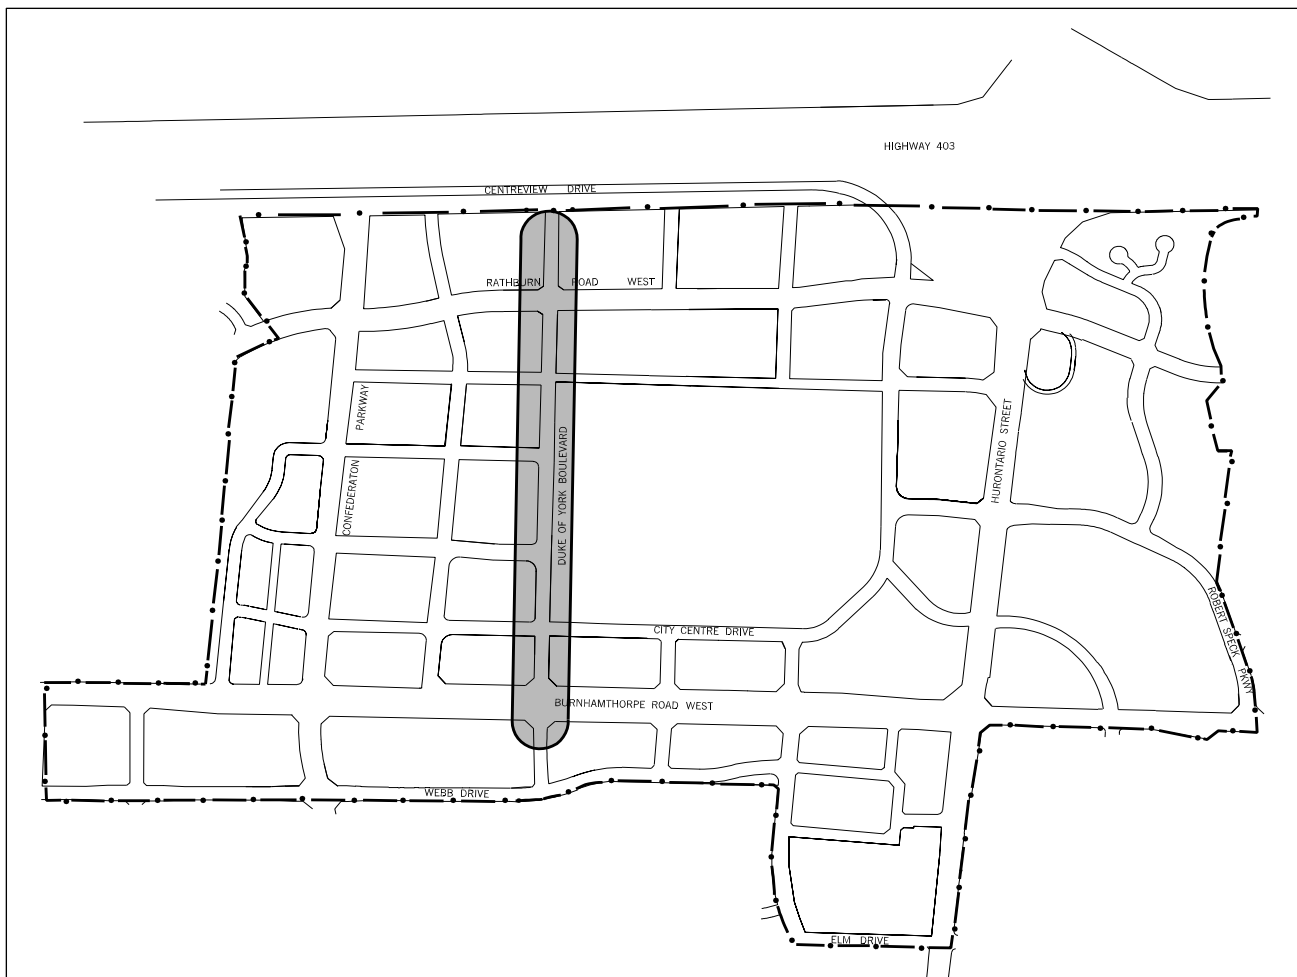 HIGHWAY 403
CENTREVIEW DRIVE
RATHBURN ROAD WEST
PARKWAY
CONFEDERATON
DUKE OF YORK BOULEVARD
HURONTARIO STREET
ROBERT SPECK PKWY
CITY CENTRE DRIVE
BURNHAMTHORPE ROAD WEST
WEBB DRIVE
ELM DRIVE